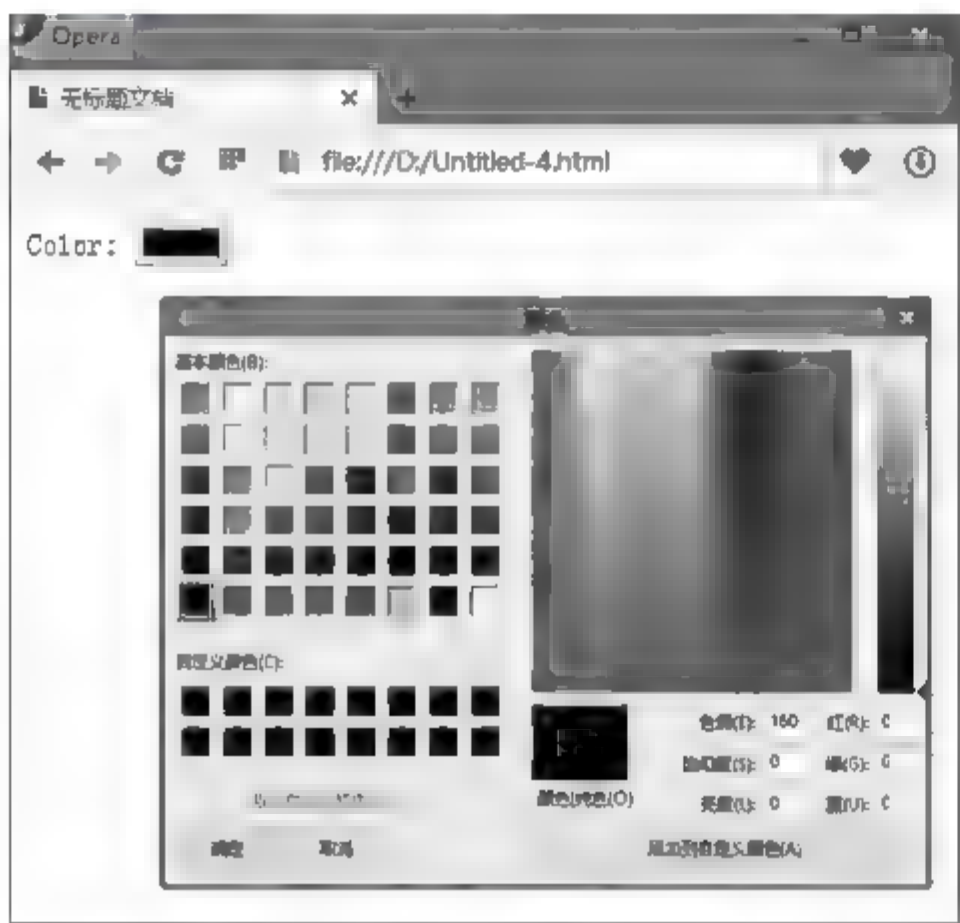 Opera
无标题文档
file:///D:/Untitled-4.html
Color:
基本颜色(B):
自定义颜色(C):
色调(E): 160 红(R): 0
饱和度(S): 0 绿(G): 0
颜色|纯色(O) 亮度(L): 0 蓝(U): 0
确定 取消 添加到自定义颜色(A)